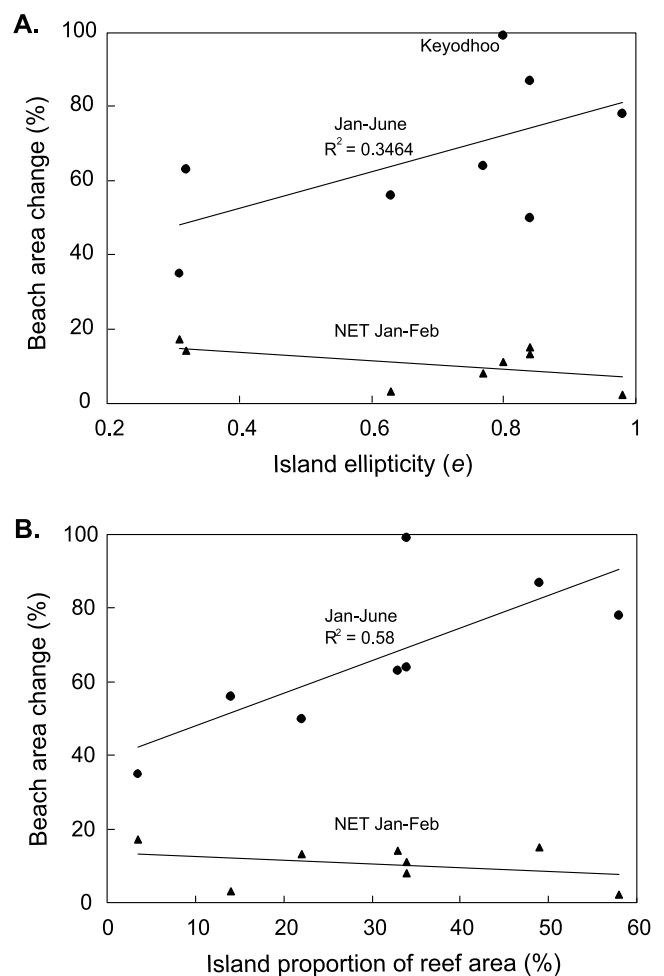 A.
100
80
60
40
20
0
Beach area change (%)
Keyodhoo
Jan-June
R² = 0.3464
NET Jan-Feb
0.2 0.4 0.6 0.8 1
Island ellipticity (e)
B.
100
80
60
40
20
0
Beach area change (%)
Jan-June
R² = 0.58
NET Jan-Feb
0 10 20 30 40 50 60
Island proportion of reef area (%)